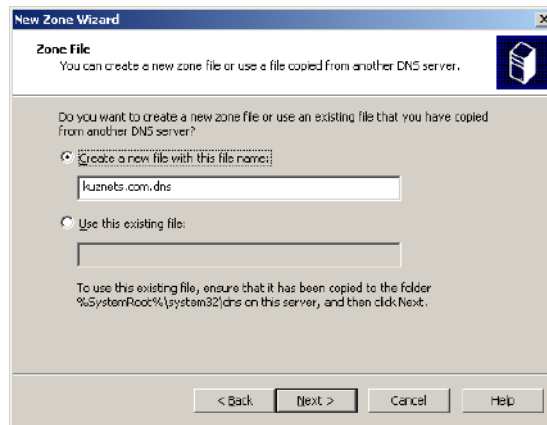 New Zone Wizard
Zone File
You can create a new zone file or use a file copied from another DNS server.
Do you want to create a new zone file or use an existing file that you have copied
from another DNS server?
Create a new file with this file name:
kuznets.com.dns
Use this existing file:
To use this existing file, ensure that it has been copied to the folder
%SystemRoot%\system32\dns on this server, and then click Next.
< Back Next > Cancel Help